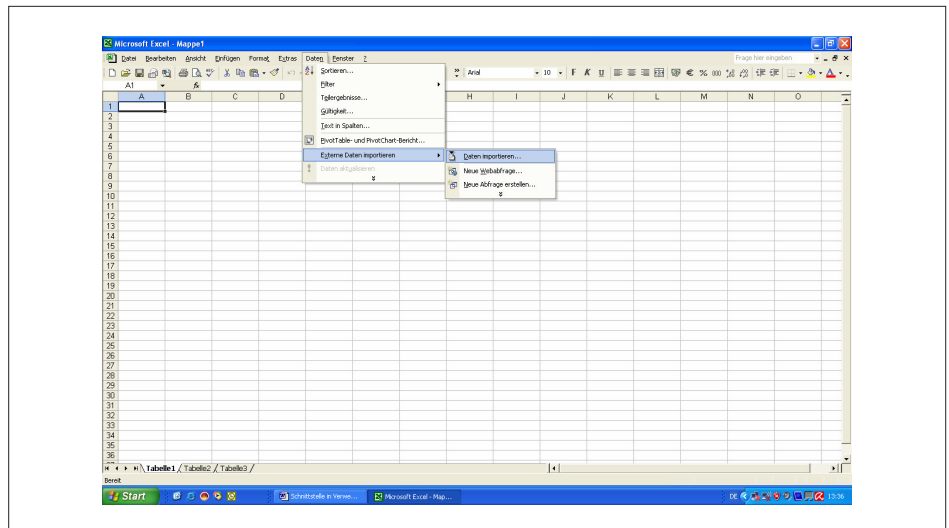 Microsoft Excel - Mappe1
Datei Bearbeiten Ansicht Einfügen Format Extras Daten Fenster ? Frage hier eingeben
Arial 10 F K U € % 000
A1 fx
Sortieren...
Filter
Teilergebnisse...
Gültigkeit...
Text in Spalten...
PivotTable- und PivotChart-Bericht...
Externe Daten importieren
Daten aktualisieren
Daten importieren...
Neue Webabfrage...
Neue Abfrage erstellen...
A B C D H I J K L M N O
1
2
3
4
5
6
7
8
9
10
11
12
13
14
15
16
17
18
19
20
21
22
23
24
25
26
27
28
29
30
31
32
33
34
35
36
Tabelle1 / Tabelle2 / Tabelle3 /
Bereit
Start Schnittstelle in Verwe... Microsoft Excel - Map... DE 13:36